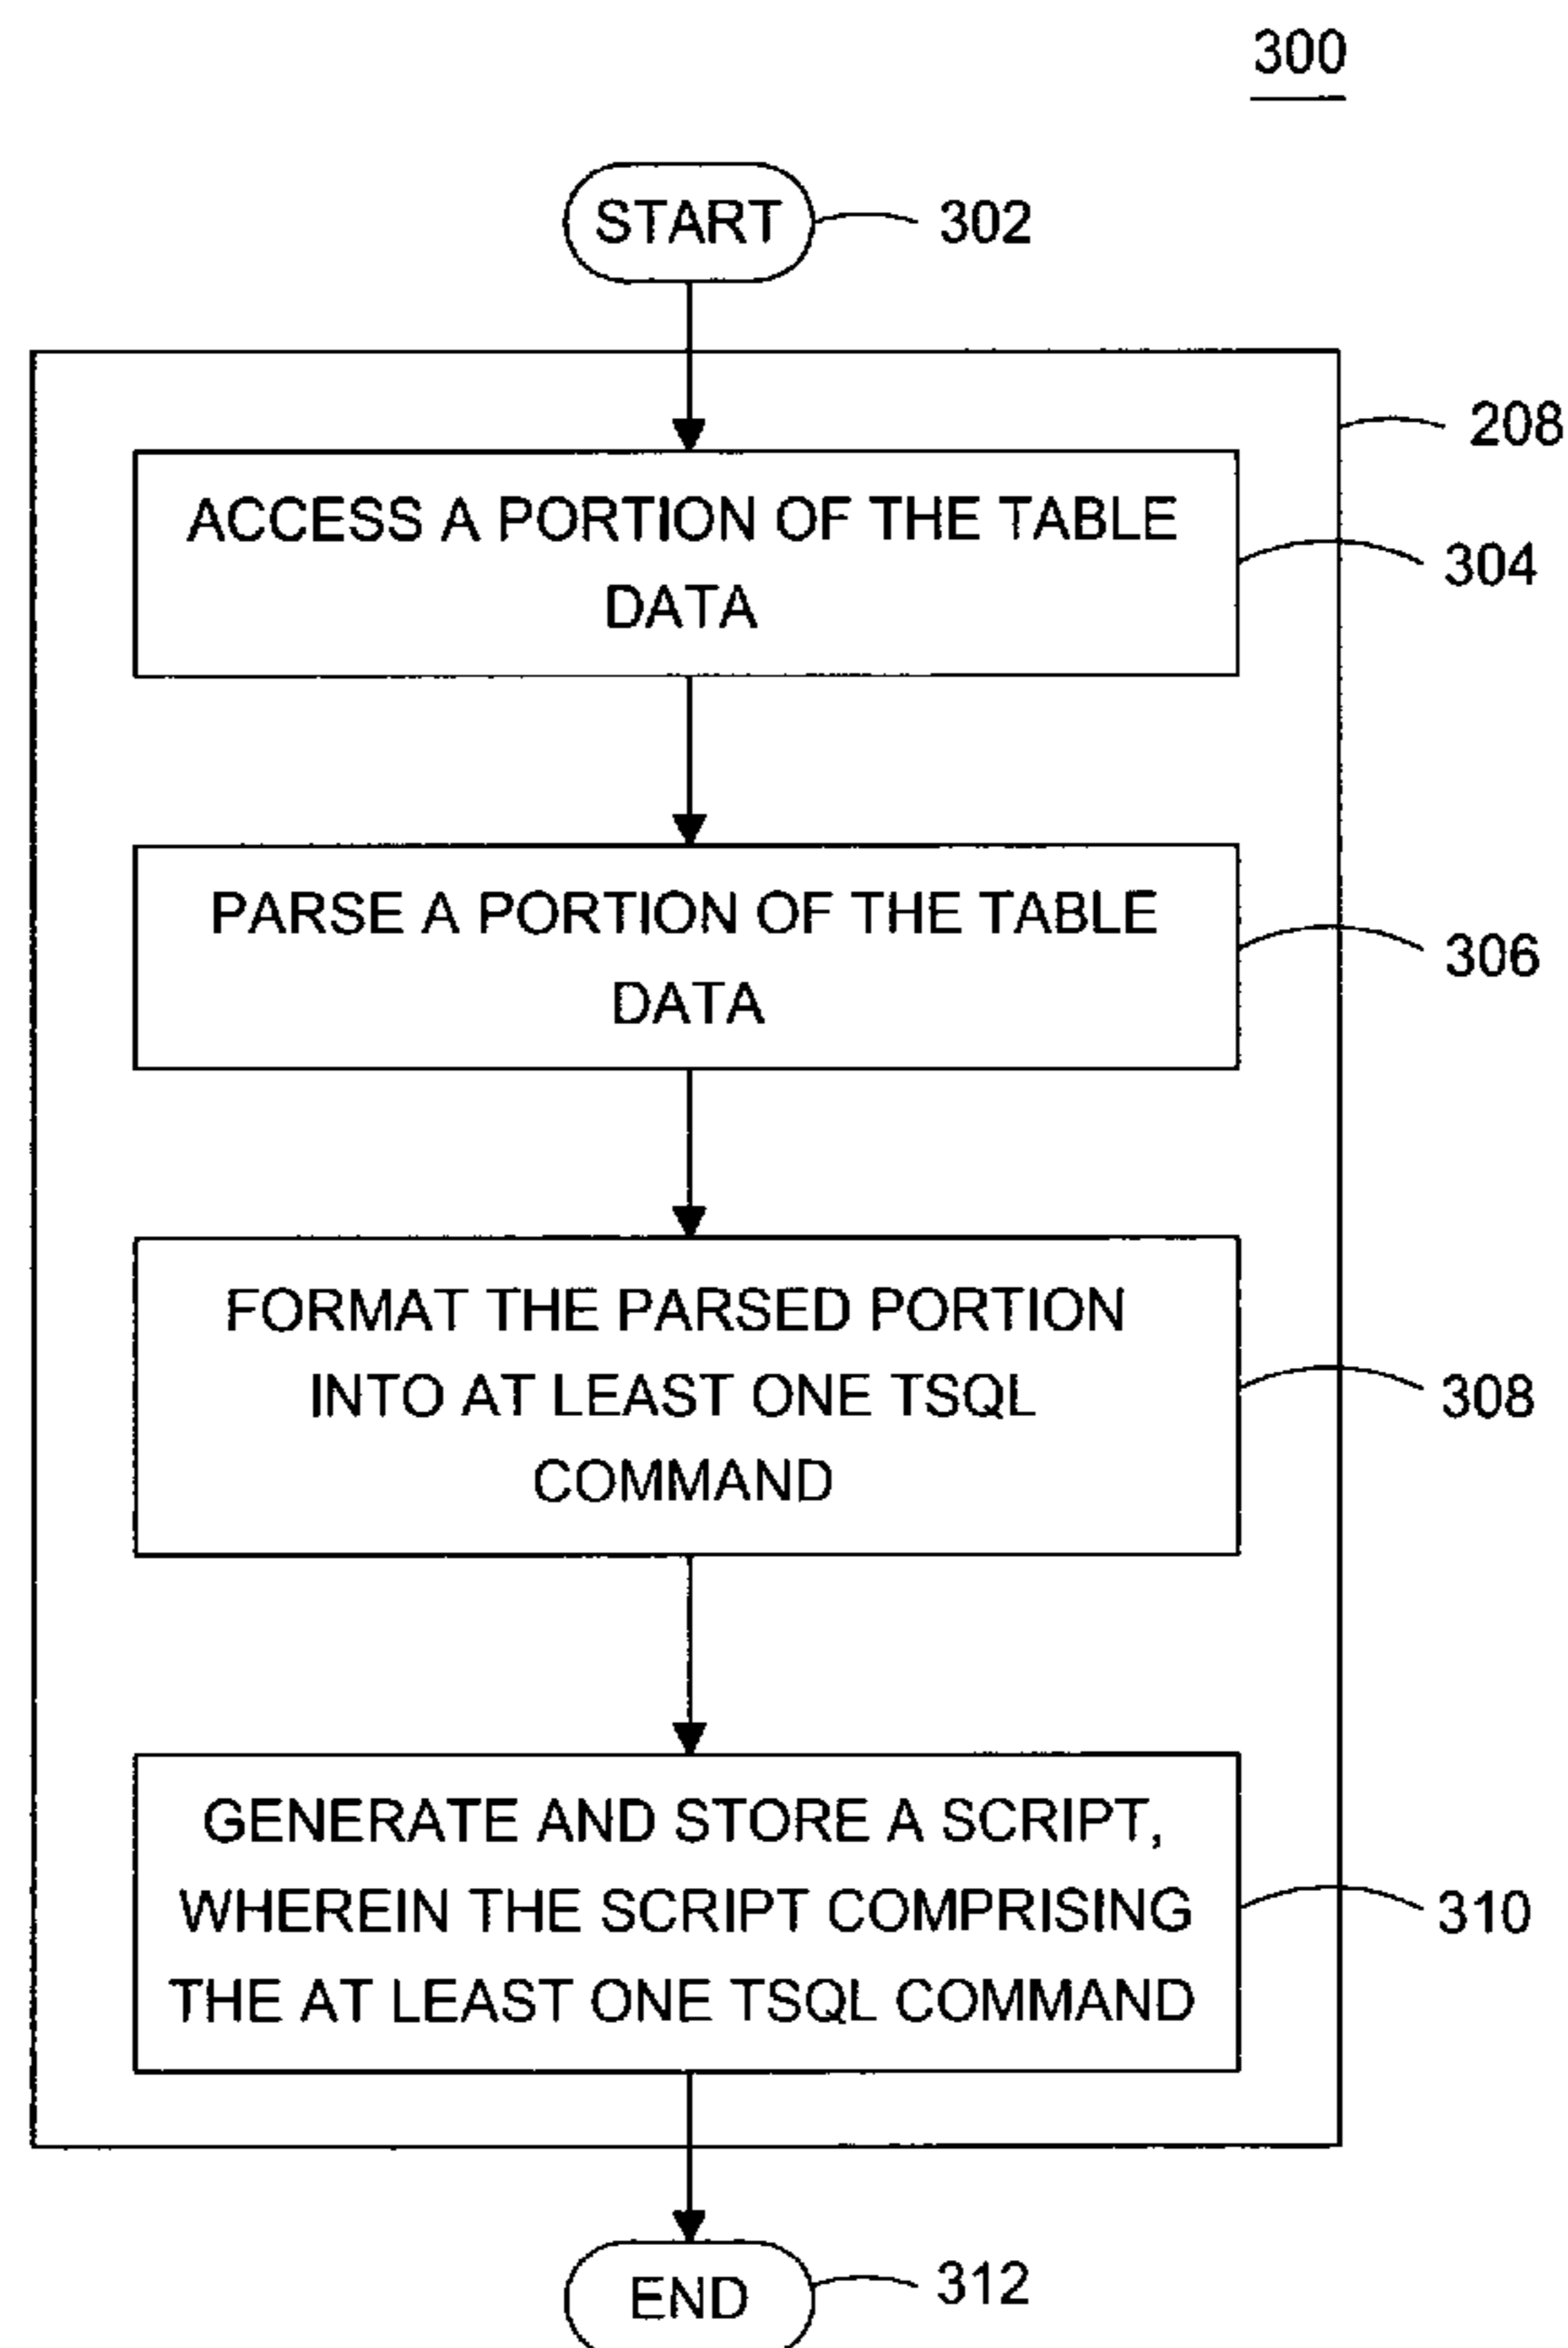 300
START
302
208
ACCESS A PORTION OF THE TABLE
DATA
304
PARSE A PORTION OF THE TABLE
DATA
306
FORMAT THE PARSED PORTION
INTO AT LEAST ONE TSQL
COMMAND
308
GENERATE AND STORE A SCRIPT,
WHEREIN THE SCRIPT COMPRISING
THE AT LEAST ONE TSQL COMMAND
310
END
312